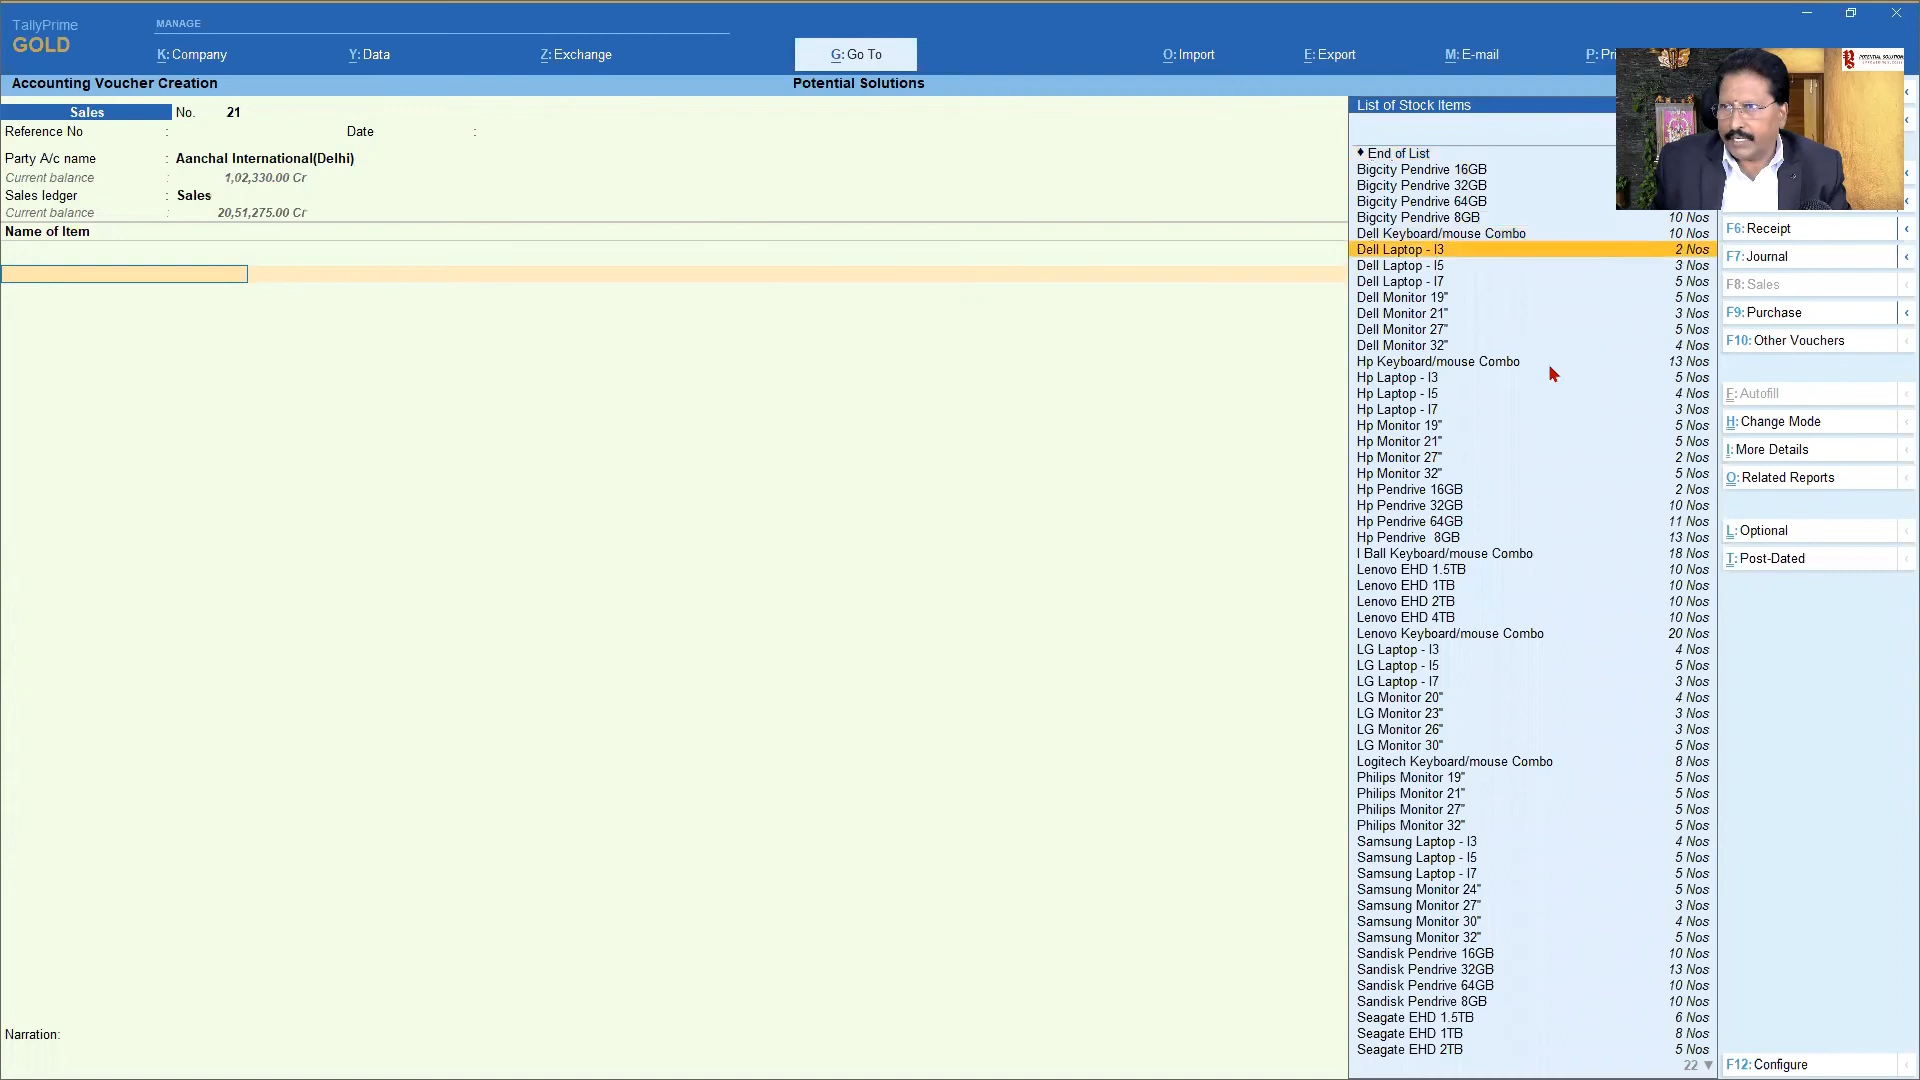 TallyPrime
GOLD
MANAGE
K: Company
Y: Data
Z: Exchange
G: Go To
O: Import
E: Export
M: E-mail
Accounting Voucher Creation
Potential Solutions
Sales No. 21
Reference No : Date :
Party A/c name : Aanchal International(Delhi)
Current balance : 1,02,330.00 Cr
Sales ledger : Sales
Current balance : 20,51,275.00 Cr
Name of Item
Narration:
List of Stock Items
♦ End of List
Bigcity Pendrive 16GB
Bigcity Pendrive 32GB
Bigcity Pendrive 64GB
Bigcity Pendrive 8GB 10 Nos
Dell Keyboard/mouse Combo 10 Nos
Dell Laptop - I3 2 Nos
Dell Laptop - I5 3 Nos
Dell Laptop - I7 5 Nos
Dell Monitor 19" 5 Nos
Dell Monitor 21" 3 Nos
Dell Monitor 27" 5 Nos
Dell Monitor 32" 4 Nos
Hp Keyboard/mouse Combo 13 Nos
Hp Laptop - I3 5 Nos
Hp Laptop - I5 4 Nos
Hp Laptop - I7 3 Nos
Hp Monitor 19" 5 Nos
Hp Monitor 21" 5 Nos
Hp Monitor 27" 2 Nos
Hp Monitor 32" 5 Nos
Hp Pendrive 16GB 2 Nos
Hp Pendrive 32GB 10 Nos
Hp Pendrive 64GB 11 Nos
Hp Pendrive 8GB 13 Nos
I Ball Keyboard/mouse Combo 18 Nos
Lenovo EHD 1.5TB 10 Nos
Lenovo EHD 1TB 10 Nos
Lenovo EHD 2TB 10 Nos
Lenovo EHD 4TB 10 Nos
Lenovo Keyboard/mouse Combo 20 Nos
LG Laptop - I3 4 Nos
LG Laptop - I5 5 Nos
LG Laptop - I7 3 Nos
LG Monitor 20" 4 Nos
LG Monitor 23" 3 Nos
LG Monitor 26" 3 Nos
LG Monitor 30" 5 Nos
Logitech Keyboard/mouse Combo 8 Nos
Philips Monitor 19" 5 Nos
Philips Monitor 21" 5 Nos
Philips Monitor 27" 5 Nos
Philips Monitor 32" 5 Nos
Samsung Laptop - I3 4 Nos
Samsung Laptop - I5 5 Nos
Samsung Laptop - I7 5 Nos
Samsung Monitor 24" 5 Nos
Samsung Monitor 27" 3 Nos
Samsung Monitor 30" 4 Nos
Samsung Monitor 32" 5 Nos
Sandisk Pendrive 16GB 10 Nos
Sandisk Pendrive 32GB 13 Nos
Sandisk Pendrive 64GB 10 Nos
Sandisk Pendrive 8GB 10 Nos
Seagate EHD 1.5TB 6 Nos
Seagate EHD 1TB 8 Nos
Seagate EHD 2TB 5 Nos
22 ▼
POTENTIAL SOLUTION
F6: Receipt
F7: Journal
F8: Sales
F9: Purchase
F10: Other Vouchers
F: Autofill
H: Change Mode
I: More Details
O: Related Reports
L: Optional
T: Post-Dated
F12: Configure